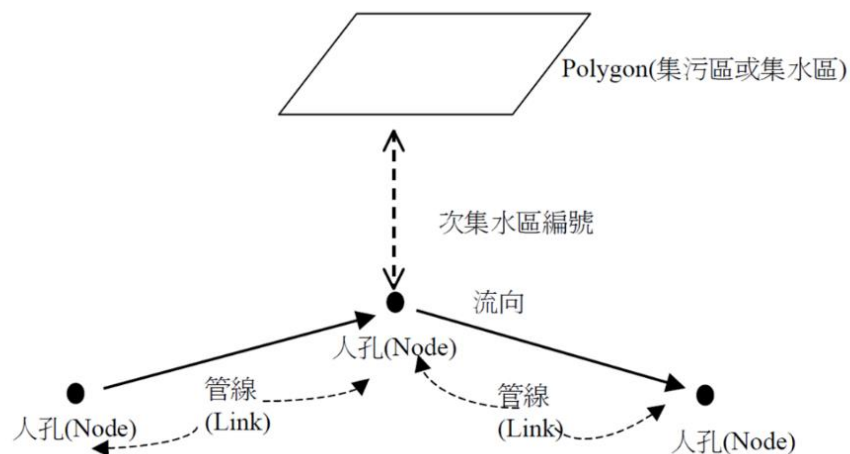 Polygon(集污區或集水區)
次集水區編號
流向
人孔(Node)
管線
(Link)
管線
(Link)
人孔(Node)
人孔(Node)